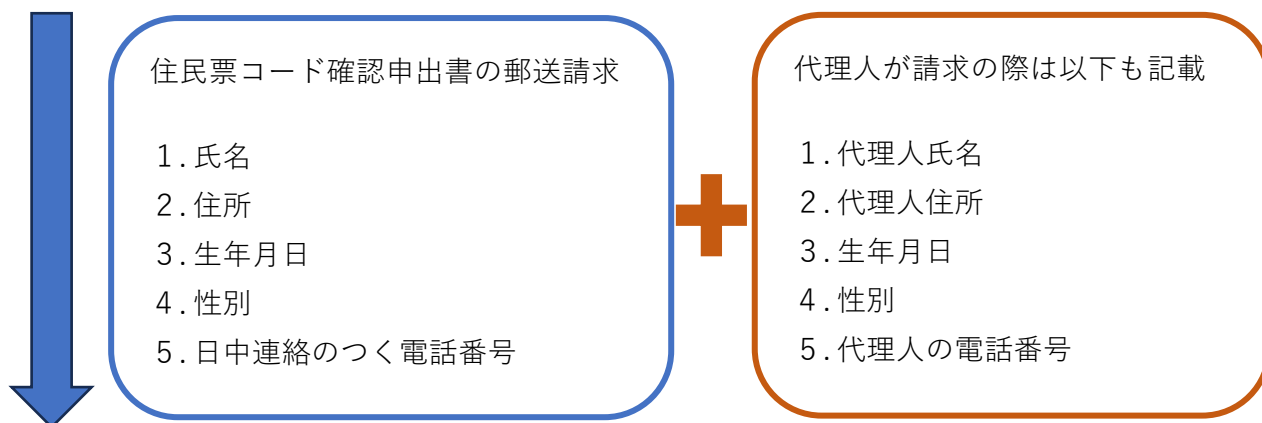 住民票コード確認申出書の郵送請求
１.氏名
２.住所
３.生年月日
４.性別
５.日中連絡のつく電話番号
代理人が請求の際は以下も記載
１.代理人氏名
２.代理人住所
３.生年月日
４.性別
５.代理人の電話番号